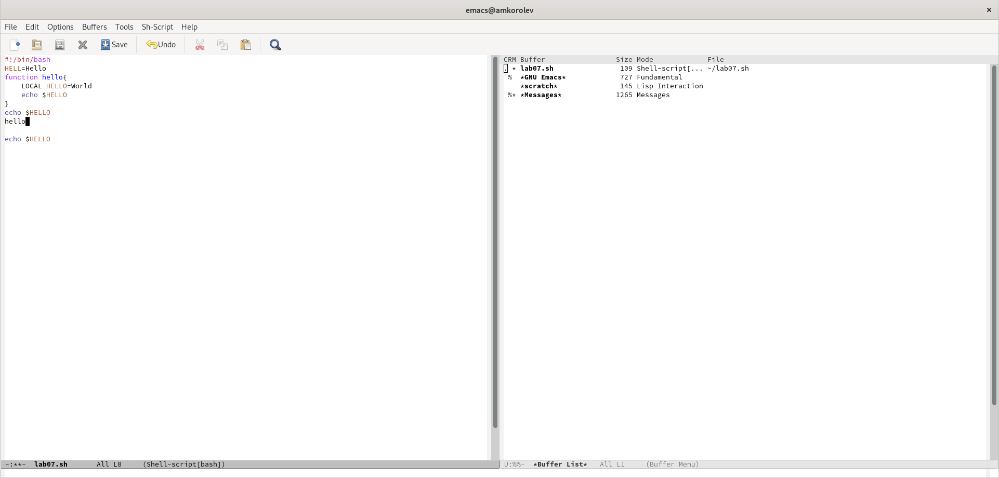 emacs@amkorolev ×
File Edit Options Buffers Tools Sh-Script Help
Save Undo
#!/bin/bash
HELL=Hello
function hello{
    LOCAL HELLO=World
    echo $HELLO
}
echo $HELLO
hello

echo $HELLO
-:**-  lab07.sh       All L8     (Shell-script[bash])
CRM Buffer                Size Mode             File
. * lab07.sh               109 Shell-script[... ~/lab07.sh
 %  *GNU Emacs*             727 Fundamental
    *scratch*              145 Lisp Interaction
 %* *Messages*            1265 Messages
U:%%-  *Buffer List*   All L1     (Buffer Menu)